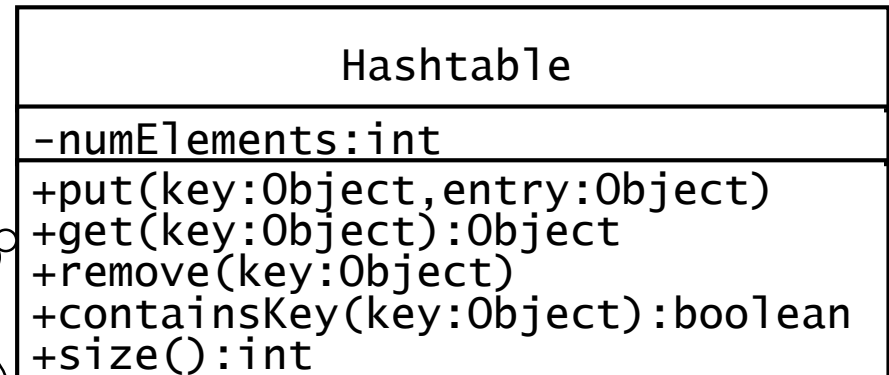 Hashtable
-numElements:int
+put(key:Object,entry:Object)
+get(key:Object):Object
+remove(key:Object)
+containsKey(key:Object):boolean
+size():int